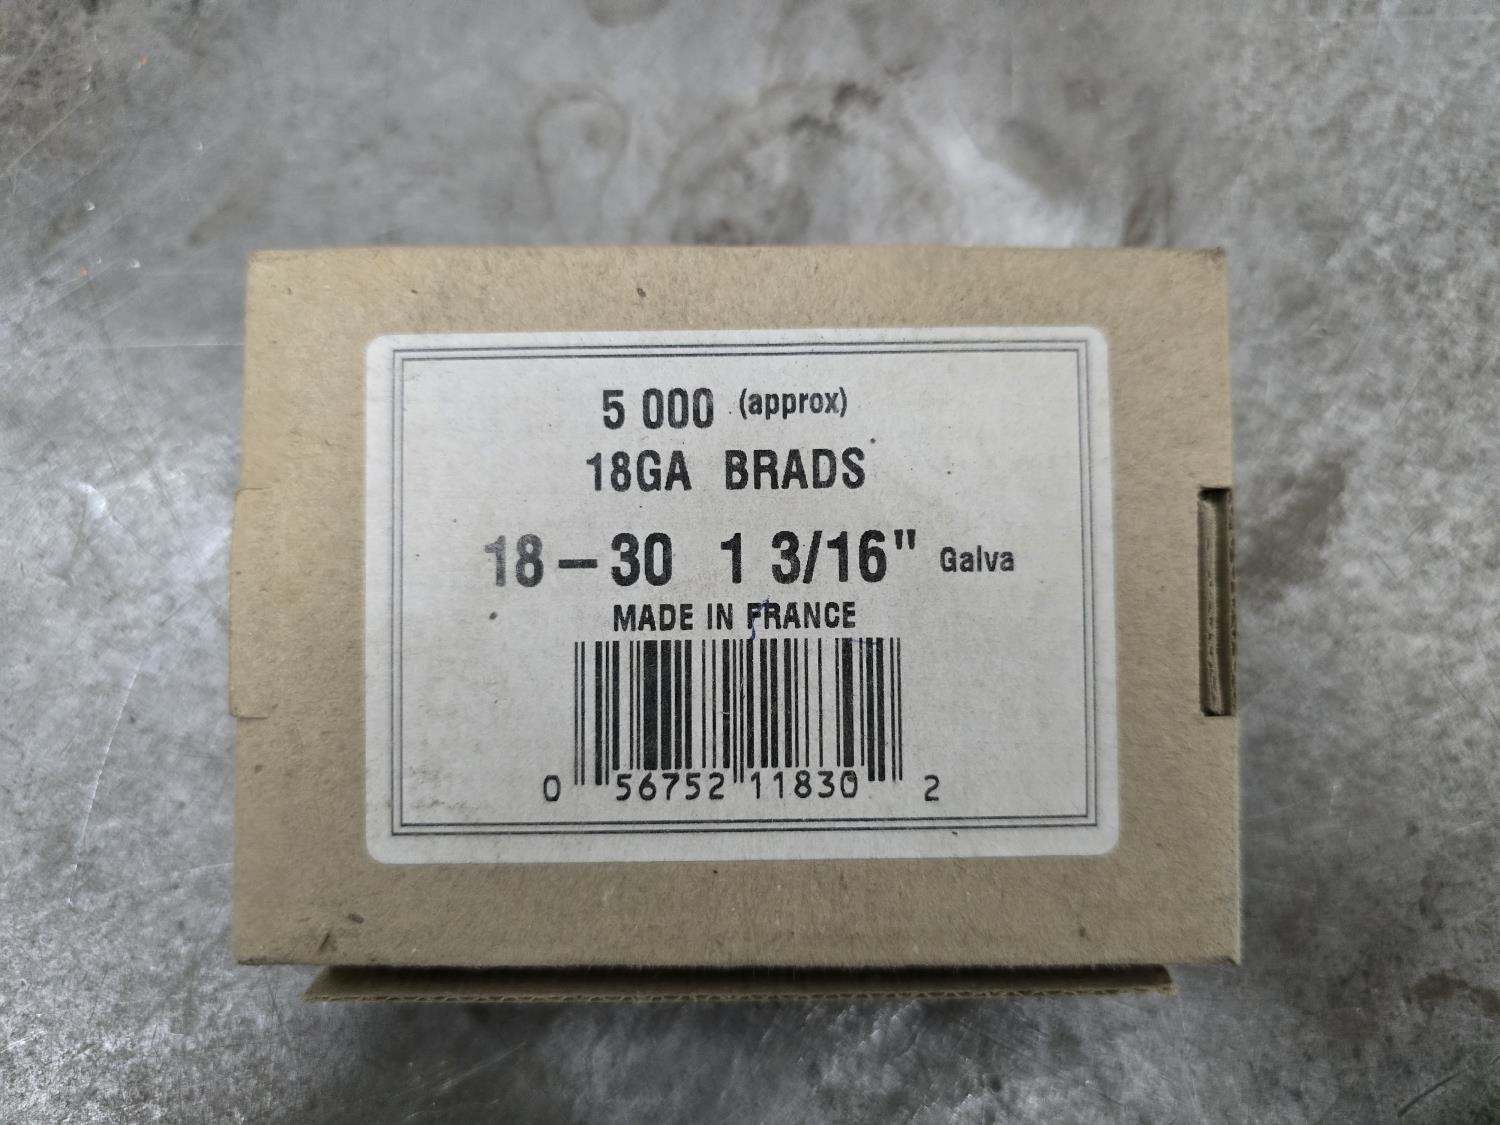 5 000 (approx)
18GA BRADS
18-30 1 3/16" Galva
MADE IN FRANCE
0 56752 11830 2